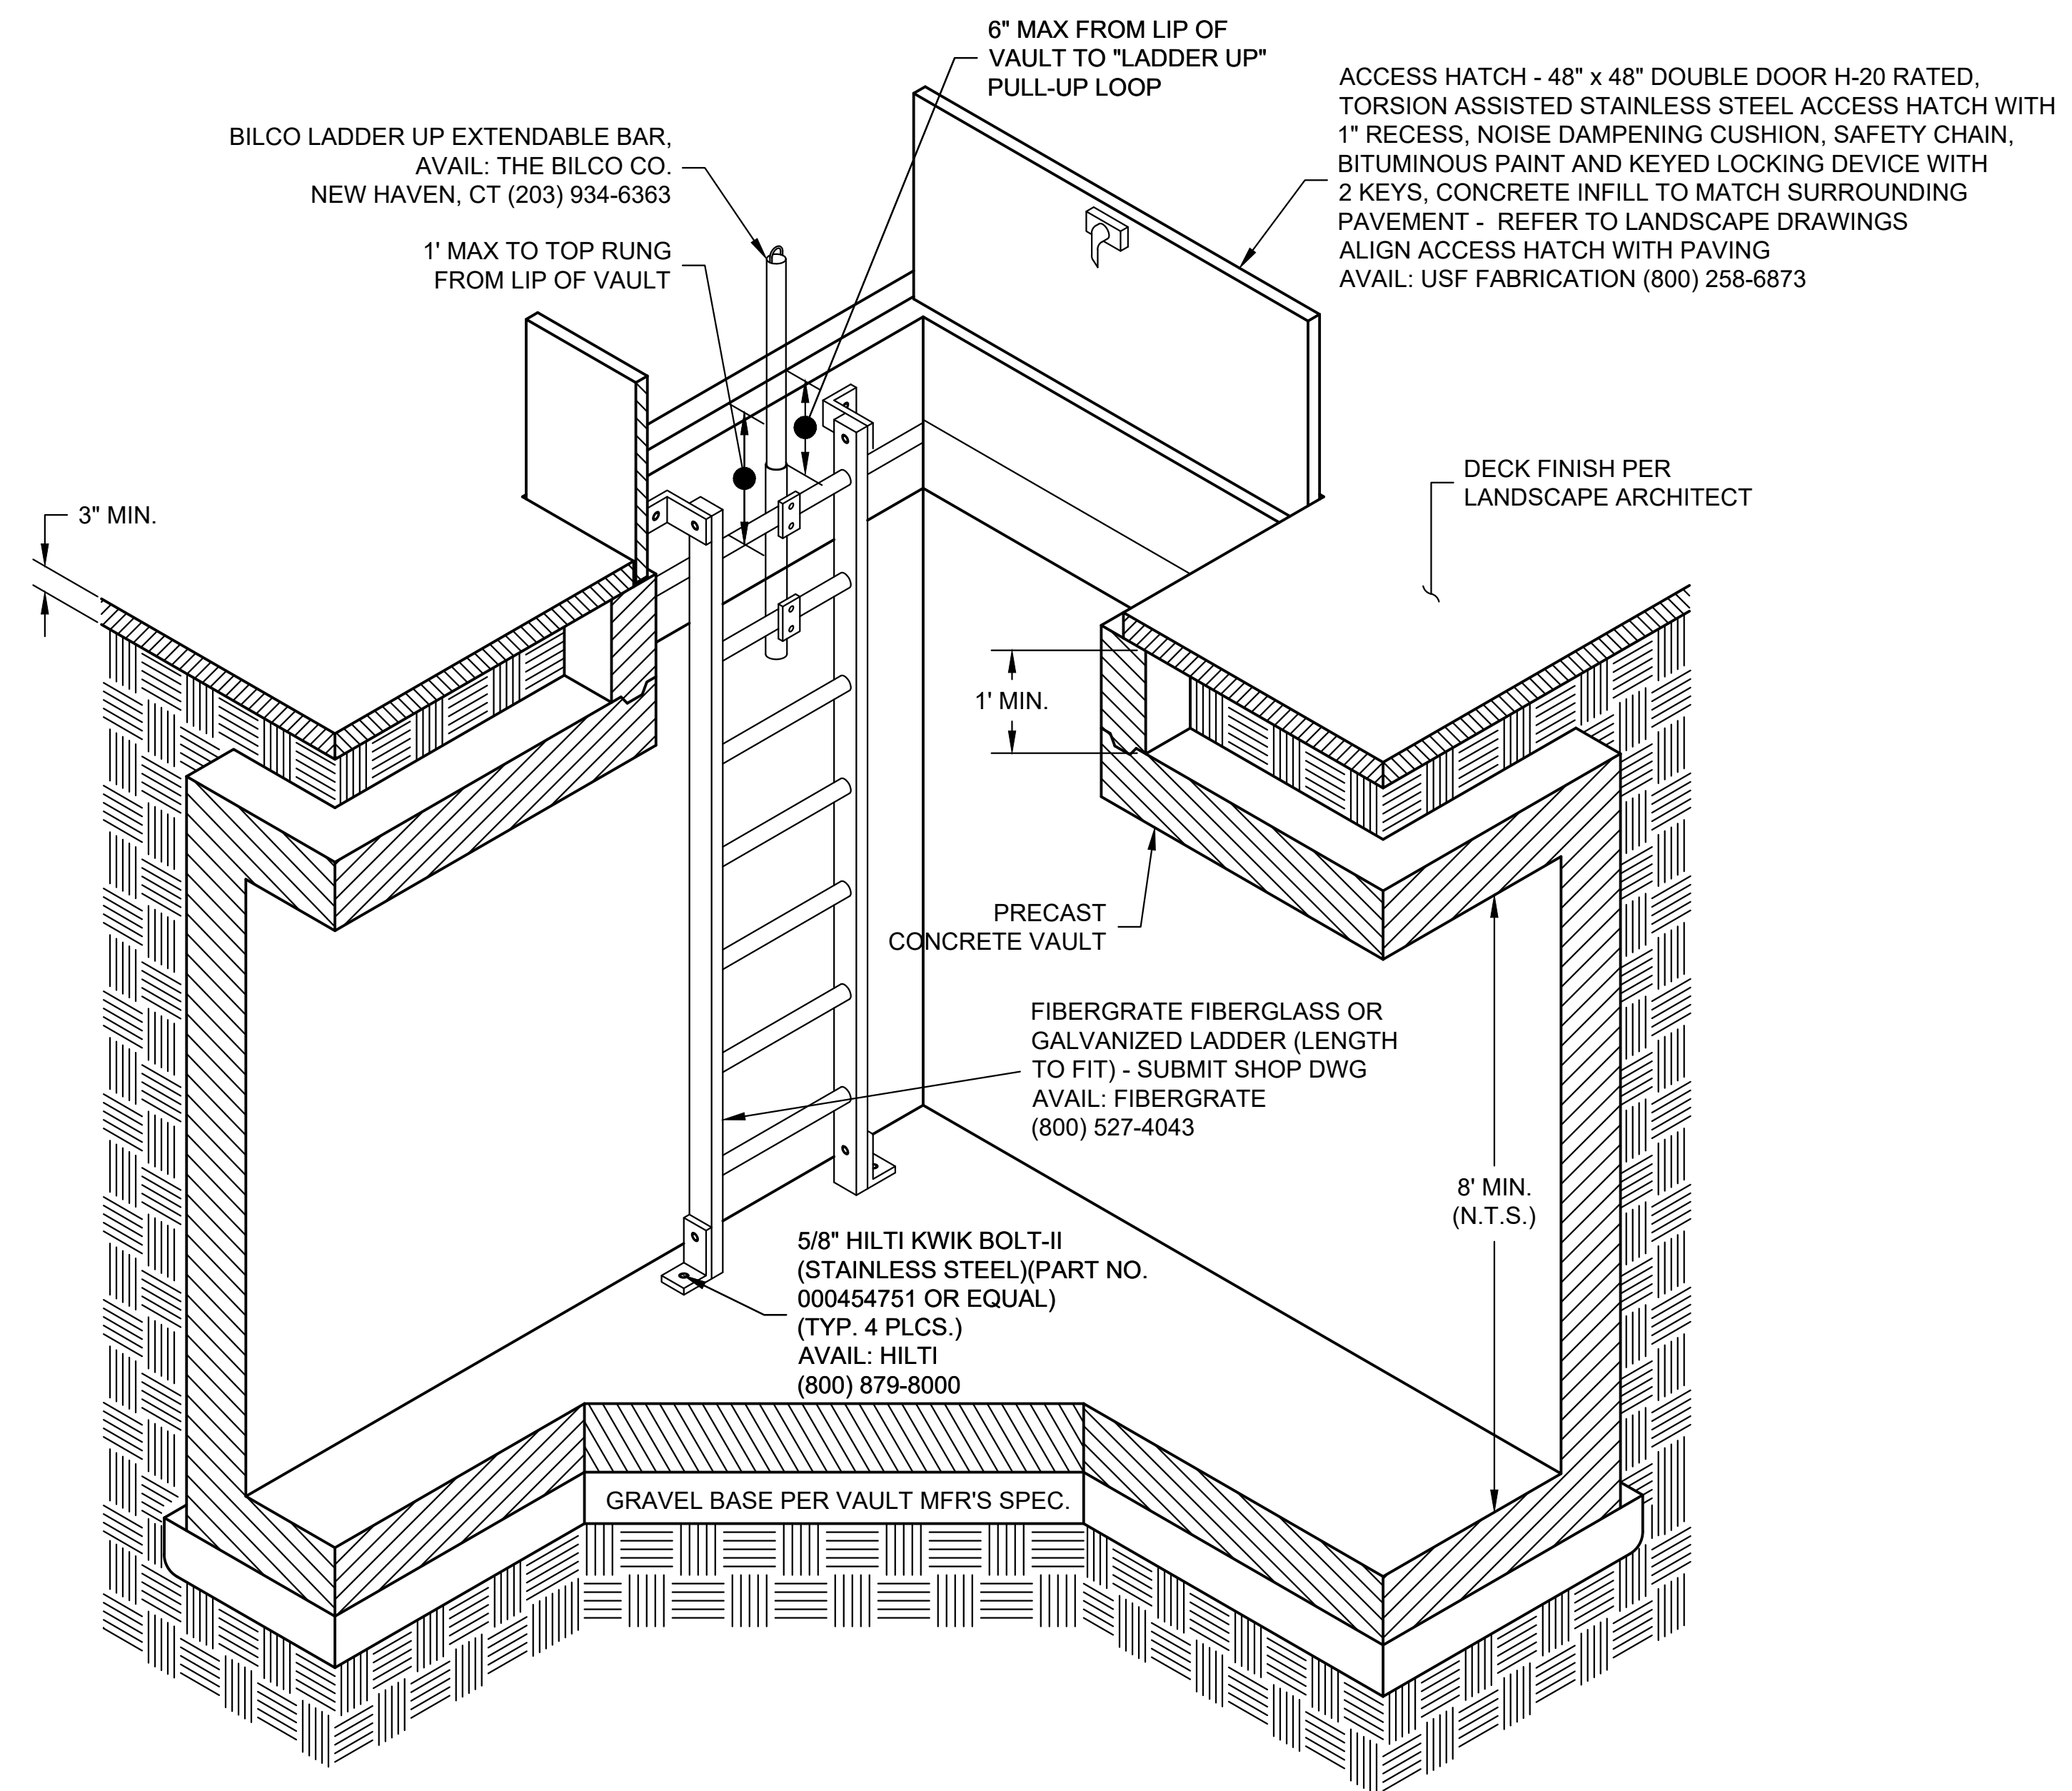 6" MAX FROM LIP OF
VAULT TO "LADDER UP"
PULL-UP LOOP
ACCESS HATCH - 48" x 48" DOUBLE DOOR H-20 RATED,
TORSION ASSISTED STAINLESS STEEL ACCESS HATCH WITH
1" RECESS, NOISE DAMPENING CUSHION, SAFETY CHAIN,
BITUMINOUS PAINT AND KEYED LOCKING DEVICE WITH
2 KEYS, CONCRETE INFILL TO MATCH SURROUNDING
PAVEMENT - REFER TO LANDSCAPE DRAWINGS
ALIGN ACCESS HATCH WITH PAVING
AVAIL: USF FABRICATION (800) 258-6873
BILCO LADDER UP EXTENDABLE BAR,
AVAIL: THE BILCO CO.
NEW HAVEN, CT (203) 934-6363
1' MAX TO TOP RUNG
FROM LIP OF VAULT
DECK FINISH PER
LANDSCAPE ARCHITECT
3" MIN.
1' MIN.
PRECAST
CONCRETE VAULT
FIBERGRATE FIBERGLASS OR
GALVANIZED LADDER (LENGTH
TO FIT) - SUBMIT SHOP DWG
AVAIL: FIBERGRATE
(800) 527-4043
8' MIN.
(N.T.S.)
5/8" HILTI KWIK BOLT-II
(STAINLESS STEEL)(PART NO.
000454751 OR EQUAL)
(TYP. 4 PLCS.)
AVAIL: HILTI
(800) 879-8000
GRAVEL BASE PER VAULT MFR'S SPEC.